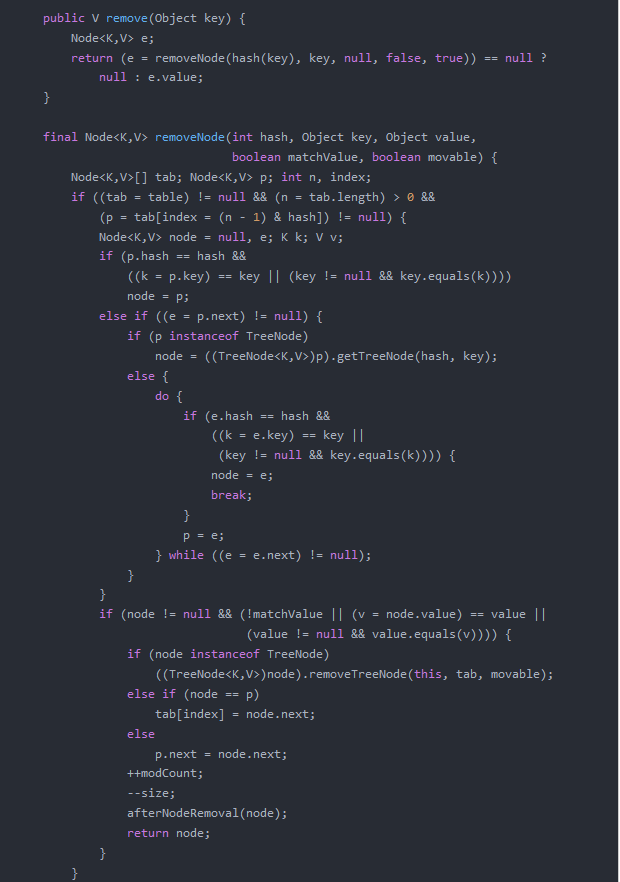 public V remove(Object key) {
    Node<K,V> e;
    return (e = removeNode(hash(key), key, null, false, true)) == null ?
        null : e.value;
}

final Node<K,V> removeNode(int hash, Object key, Object value,
                           boolean matchValue, boolean movable) {
    Node<K,V>[] tab; Node<K,V> p; int n, index;
    if ((tab = table) != null && (n = tab.length) > 0 &&
        (p = tab[index = (n - 1) & hash]) != null) {
        Node<K,V> node = null, e; K k; V v;
        if (p.hash == hash &&
            ((k = p.key) == key || (key != null && key.equals(k))))
            node = p;
        else if ((e = p.next) != null) {
            if (p instanceof TreeNode)
                node = ((TreeNode<K,V>)p).getTreeNode(hash, key);
            else {
                do {
                    if (e.hash == hash &&
                        ((k = e.key) == key ||
                         (key != null && key.equals(k)))) {
                        node = e;
                        break;
                    }
                    p = e;
                } while ((e = e.next) != null);
            }
        }
        if (node != null && (!matchValue || (v = node.value) == value ||
                             (value != null && value.equals(v)))) {
            if (node instanceof TreeNode)
                ((TreeNode<K,V>)node).removeTreeNode(this, tab, movable);
            else if (node == p)
                tab[index] = node.next;
            else
                p.next = node.next;
            ++modCount;
            --size;
            afterNodeRemoval(node);
            return node;
        }
    }